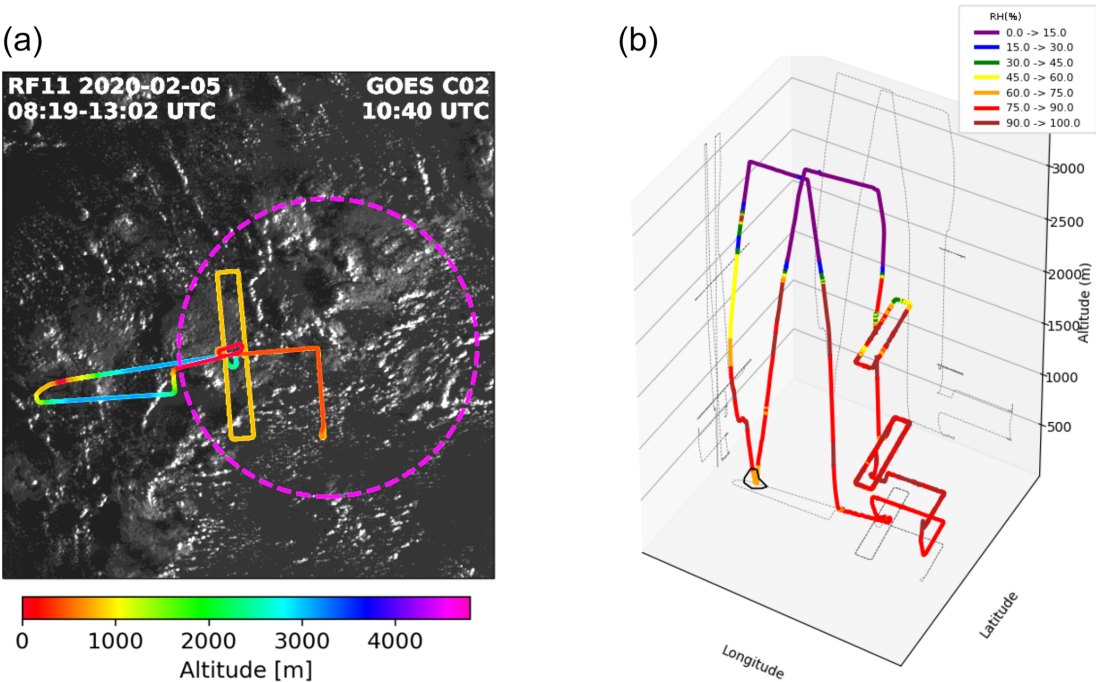 (a)
RF11 2020-02-05
08:19-13:02 UTC
GOES C02
10:40 UTC
0 1000 2000 3000 4000
Altitude [m]
(b)
RH(%)
0.0 -> 15.0
15.0 -> 30.0
30.0 -> 45.0
45.0 -> 60.0
60.0 -> 75.0
75.0 -> 90.0
90.0 -> 100.0
3000
2500
2000
1500
1000
500
Altitude (m)
Latitude
Longitude